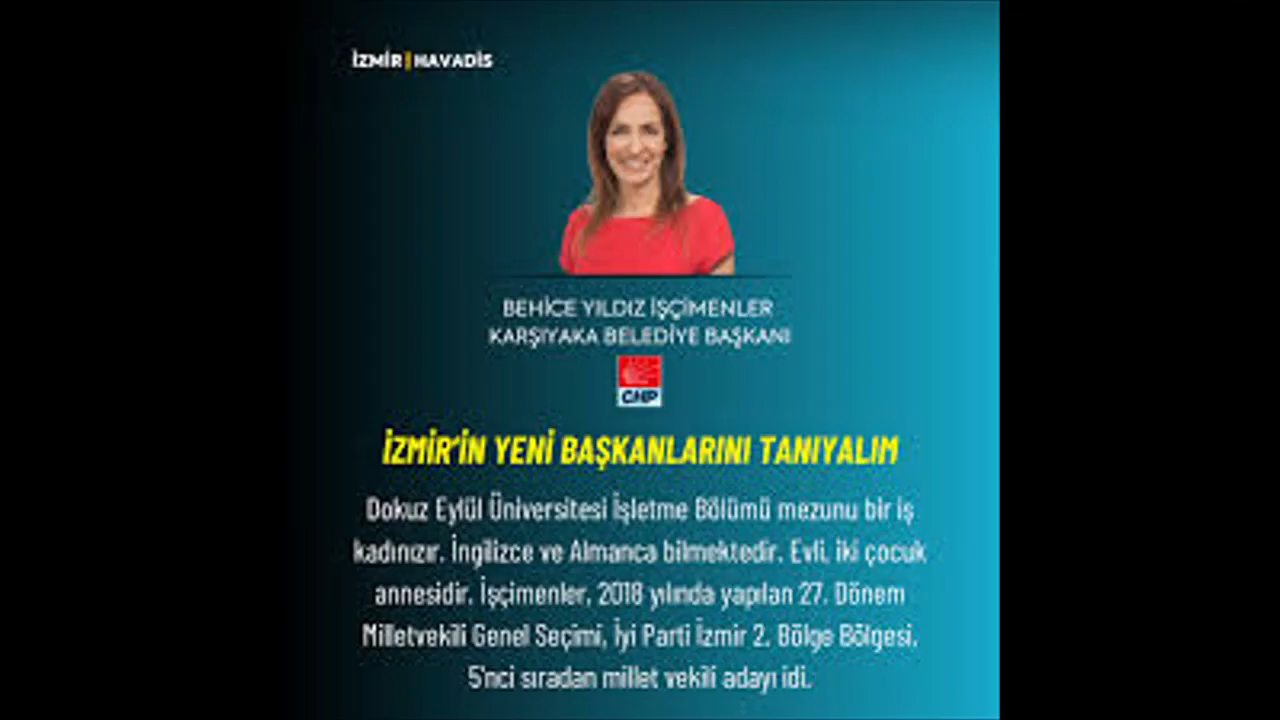 İZMİR|HAVADİS
BEHİCE YILDIZ İŞÇİMENLER
KARŞIYAKA BELEDİYE BAŞKANI
CHP
İZMİR'İN YENİ BAŞKANLARINI TANIYALIM
Dokuz Eylül Üniversitesi İşletme Bölümü mezunu bir iş
kadınızır. İngilizce ve Almanca bilmektedir. Evli, iki çocuk
annesidir. İşçimenler, 2018 yılında yapılan 27. Dönem
Milletvekili Genel Seçimi, İyi Parti İzmir 2. Bölge Bölgesi,
5'nci sıradan millet vekili adayı idi.